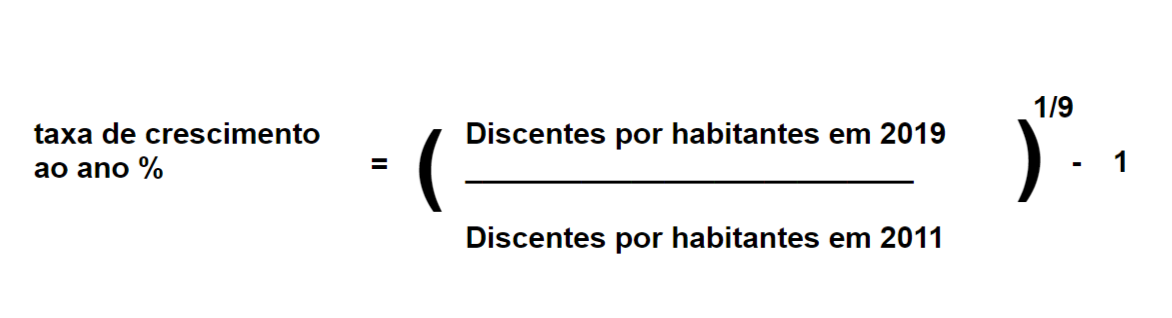 taxa de crescimento
ao ano %
=
(
Discentes por habitantes em 2019
Discentes por habitantes em 2011
)
1/9
- 1